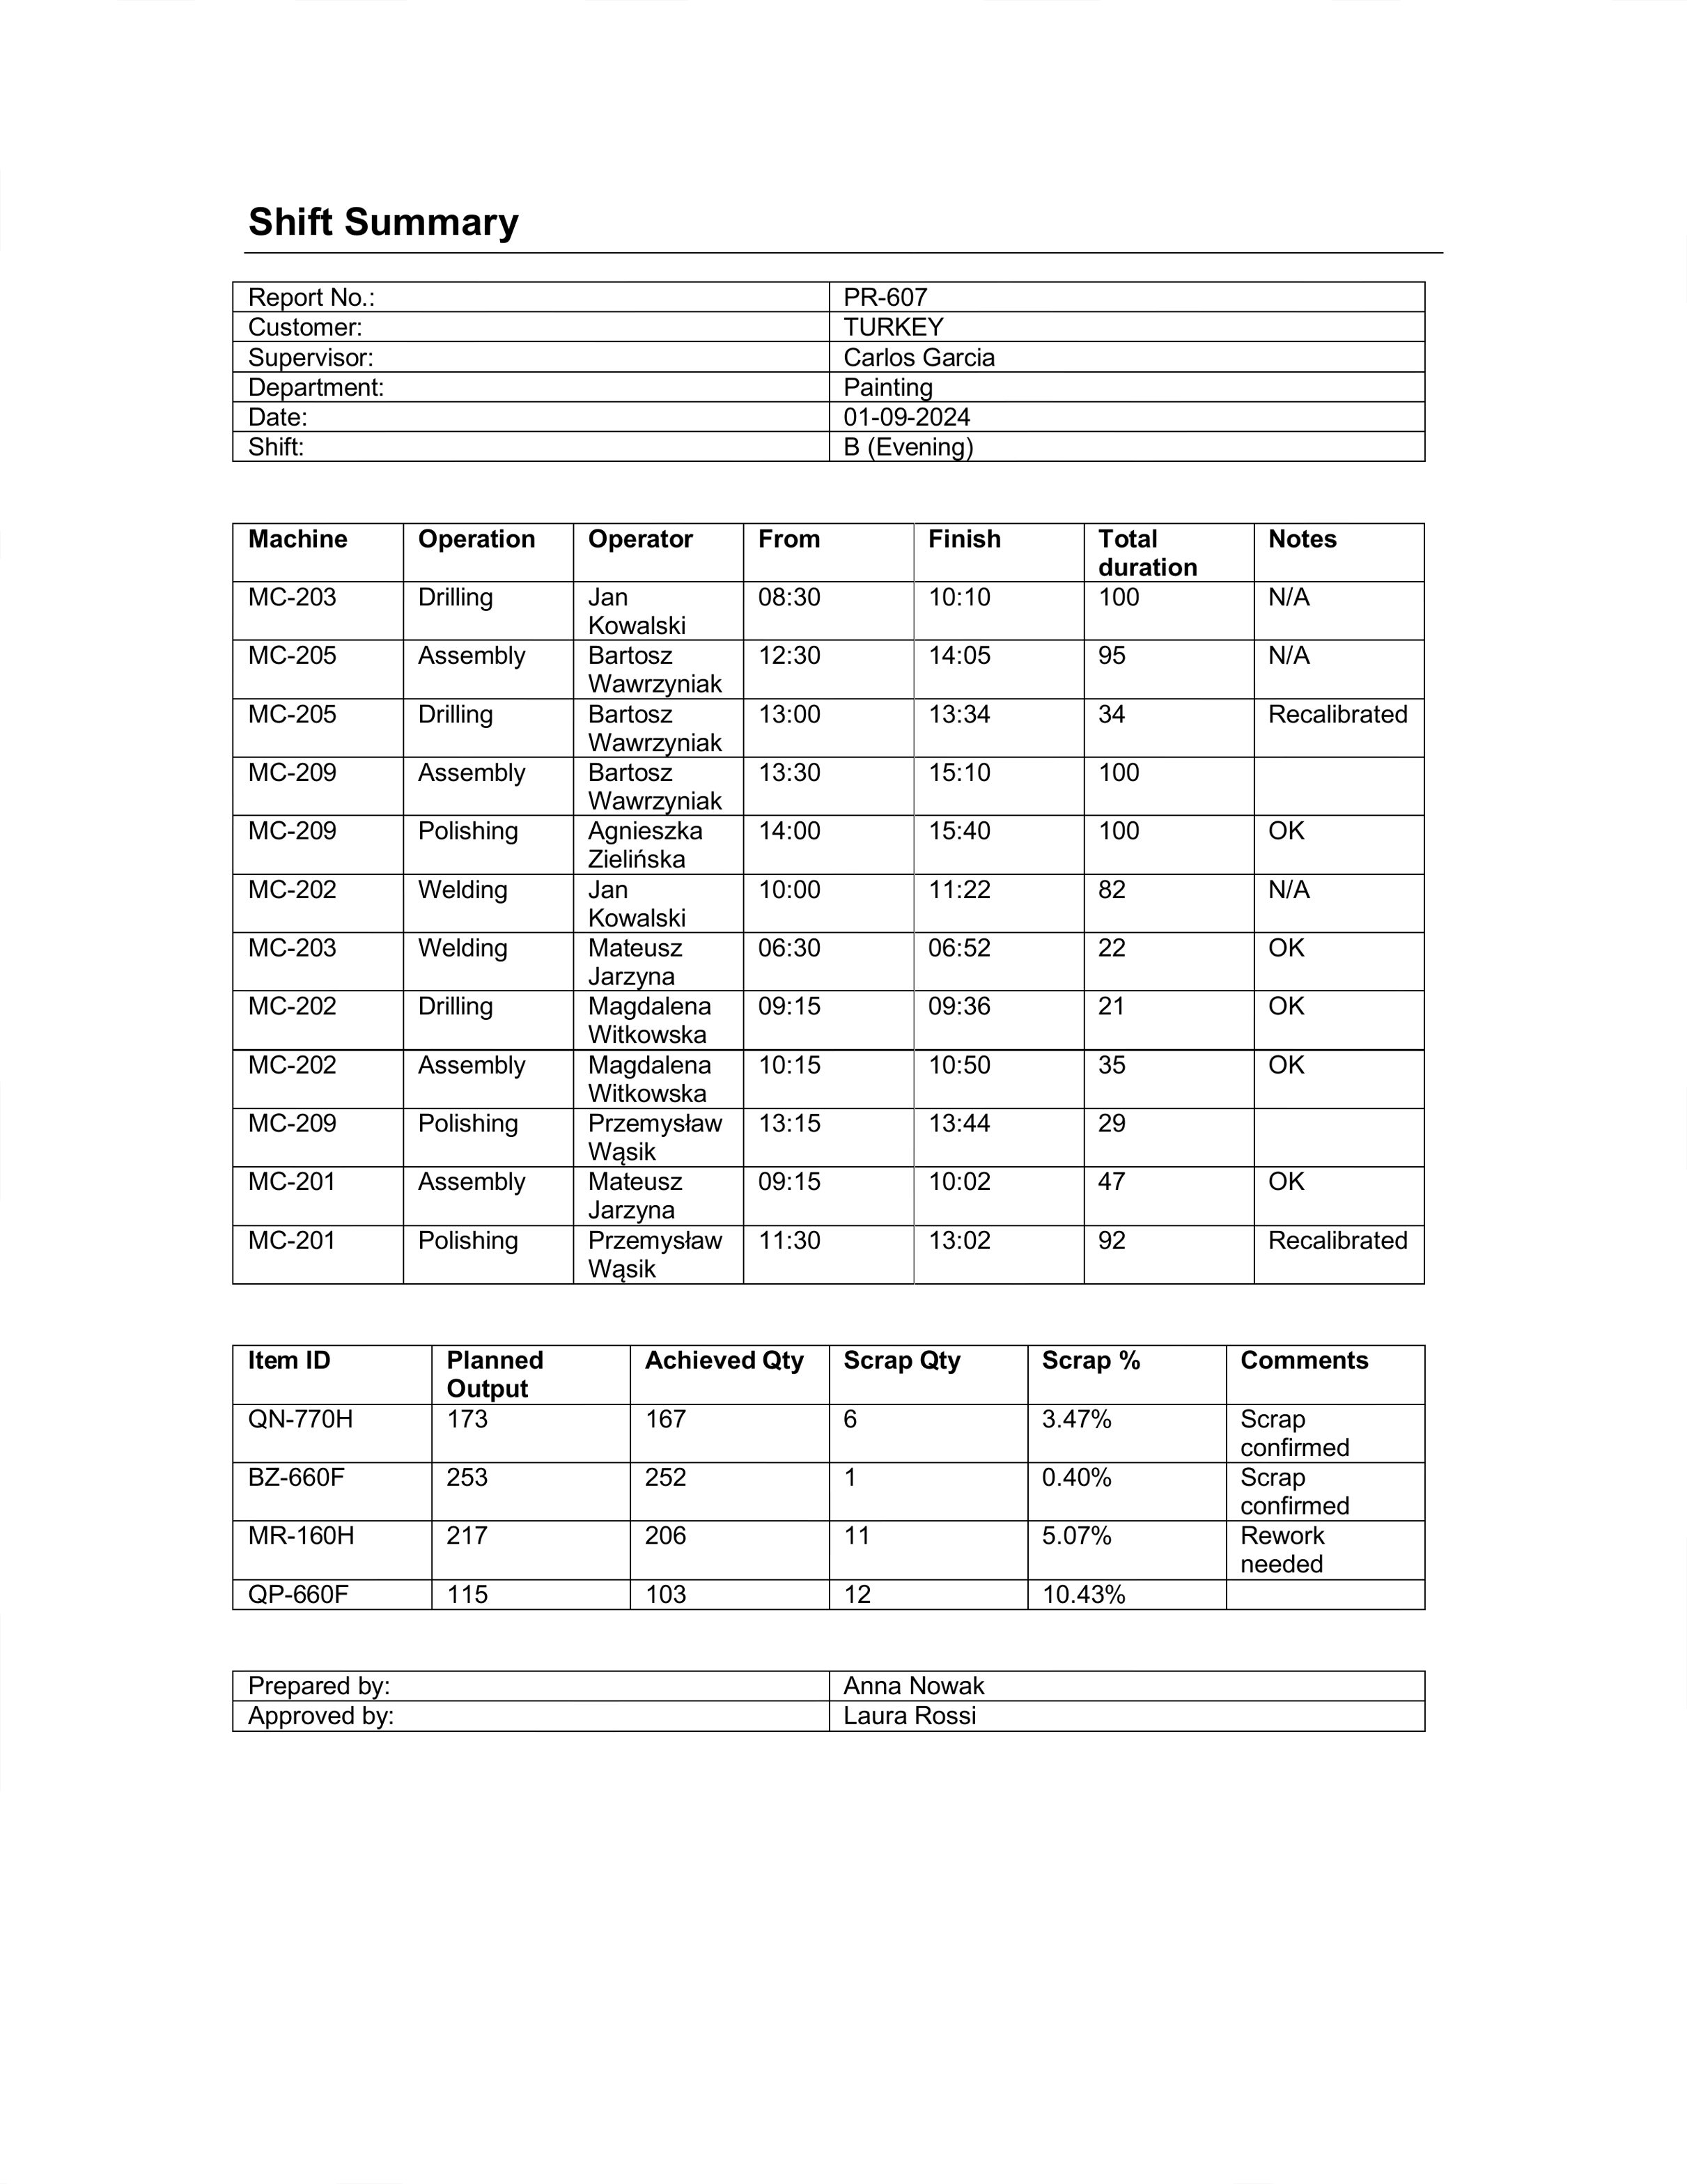 Shift Summary
Report No.: PR-607
Customer: TURKEY
Supervisor: Carlos Garcia
Department: Painting
Date: 01-09-2024
Shift: B (Evening)
Machine Operation Operator From Finish Total duration Notes
MC-203 Drilling Jan Kowalski 08:30 10:10 100 N/A
MC-205 Assembly Bartosz Wawrzyniak 12:30 14:05 95 N/A
MC-205 Drilling Bartosz Wawrzyniak 13:00 13:34 34 Recalibrated
MC-209 Assembly Bartosz Wawrzyniak 13:30 15:10 100
MC-209 Polishing Agnieszka Zielińska 14:00 15:40 100 OK
MC-202 Welding Jan Kowalski 10:00 11:22 82 N/A
MC-203 Welding Mateusz Jarzyna 06:30 06:52 22 OK
MC-202 Drilling Magdalena Witkowska 09:15 09:36 21 OK
MC-202 Assembly Magdalena Witkowska 10:15 10:50 35 OK
MC-209 Polishing Przemysław Wąsik 13:15 13:44 29
MC-201 Assembly Mateusz Jarzyna 09:15 10:02 47 OK
MC-201 Polishing Przemysław Wąsik 11:30 13:02 92 Recalibrated
Item ID Planned Output Achieved Qty Scrap Qty Scrap % Comments
QN-770H 173 167 6 3.47% Scrap confirmed
BZ-660F 253 252 1 0.40% Scrap confirmed
MR-160H 217 206 11 5.07% Rework needed
QP-660F 115 103 12 10.43%
Prepared by: Anna Nowak
Approved by: Laura Rossi